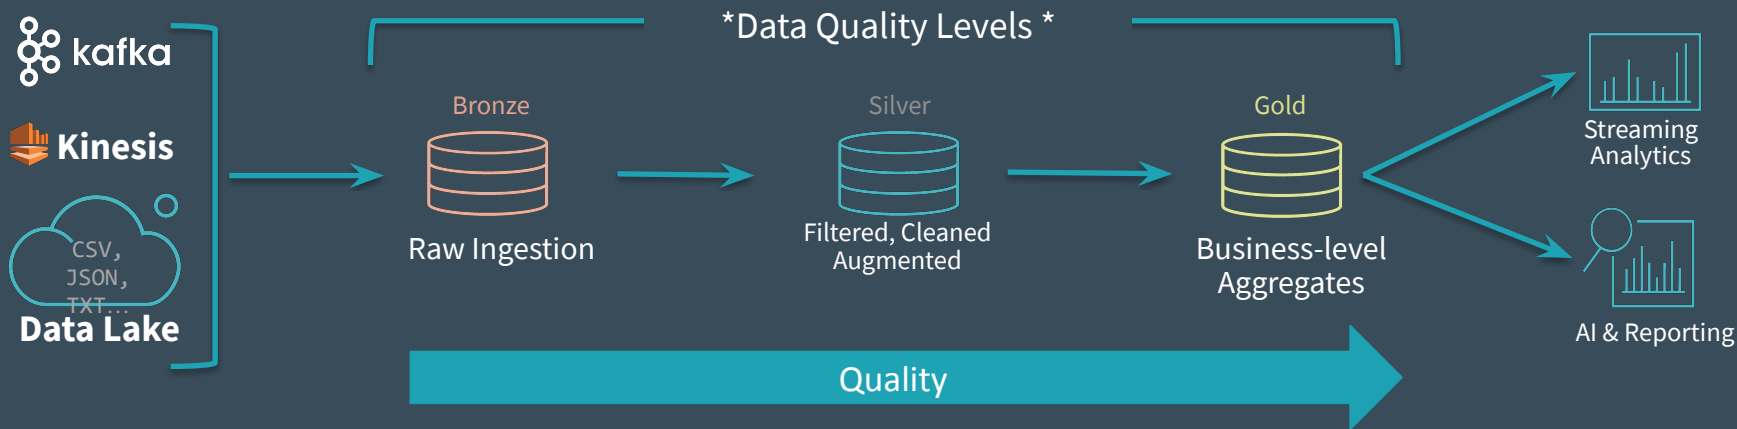 *Data Quality Levels *
kafka
Kinesis
CSV,
JSON,
TXT...
Data Lake
Bronze
Raw Ingestion
Silver
Filtered, Cleaned
Augmented
Gold
Business-level
Aggregates
Streaming
Analytics
AI & Reporting
Quality